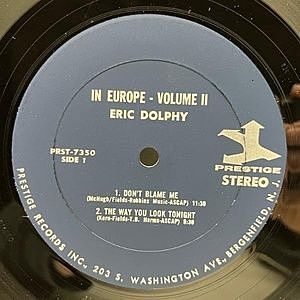 IN EUROPE - VOLUME II
ERIC DOLPHY
PRST-7350
SIDE 1
PRESTIGE
STEREO
1. DON'T BLAME ME
(McHugh/Fields-Robbins Music-ASCAP) 11:30
2. THE WAY YOU LOOK TONIGHT
(Kern-Fields-T.B. Harms-ASCAP) 9:30
PRESTIGE RECORDS INC., 203 S. WASHINGTON AVE., BERGENFIELD, N. J.